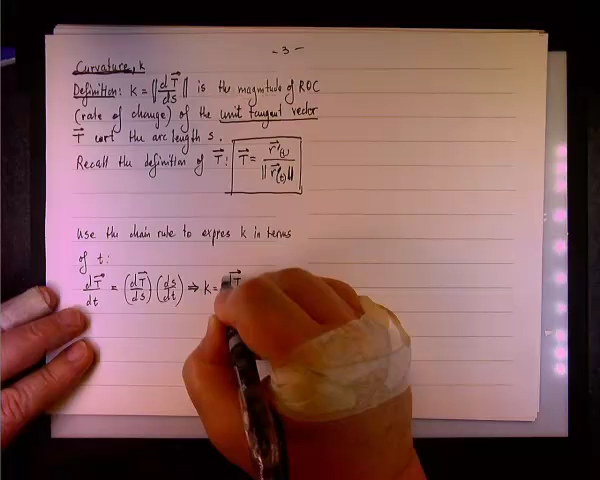 - 3 -
Curvature, k
Definition: k = ‖dT⃗/ds‖ is the magnitude of ROC
(rate of change) of the unit tangent vector
T⃗ wrt the arc length s.
Recall the definition of T⃗: T⃗ = r⃗'(t) / ‖r⃗'(t)‖
Use the chain rule to expres k in terms
of t:
dT⃗/dt = (dT⃗/ds) (ds/dt) ⇒ k = dT⃗